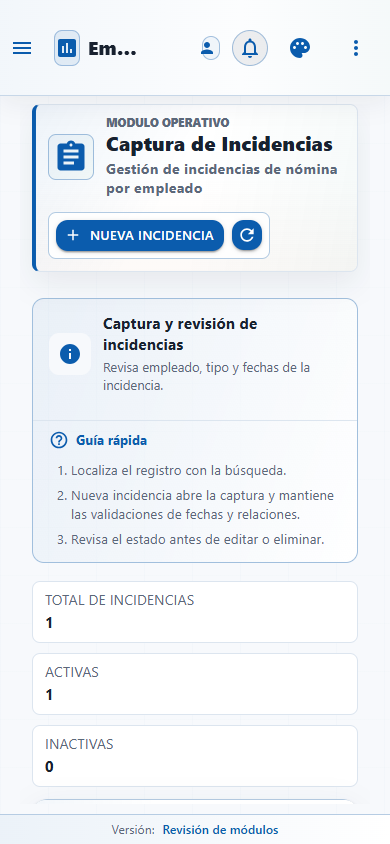 Em...
MODULO OPERATIVO
Captura de Incidencias
Gestión de incidencias de nómina
por empleado
NUEVA INCIDENCIA
Captura y revisión de
incidencias
Revisa empleado, tipo y fechas de la
incidencia.
Guía rápida
1. Localiza el registro con la búsqueda.
2. Nueva incidencia abre la captura y mantiene
las validaciones de fechas y relaciones.
3. Revisa el estado antes de editar o eliminar.
TOTAL DE INCIDENCIAS
1
ACTIVAS
1
INACTIVAS
0
Versión: Revisión de módulos